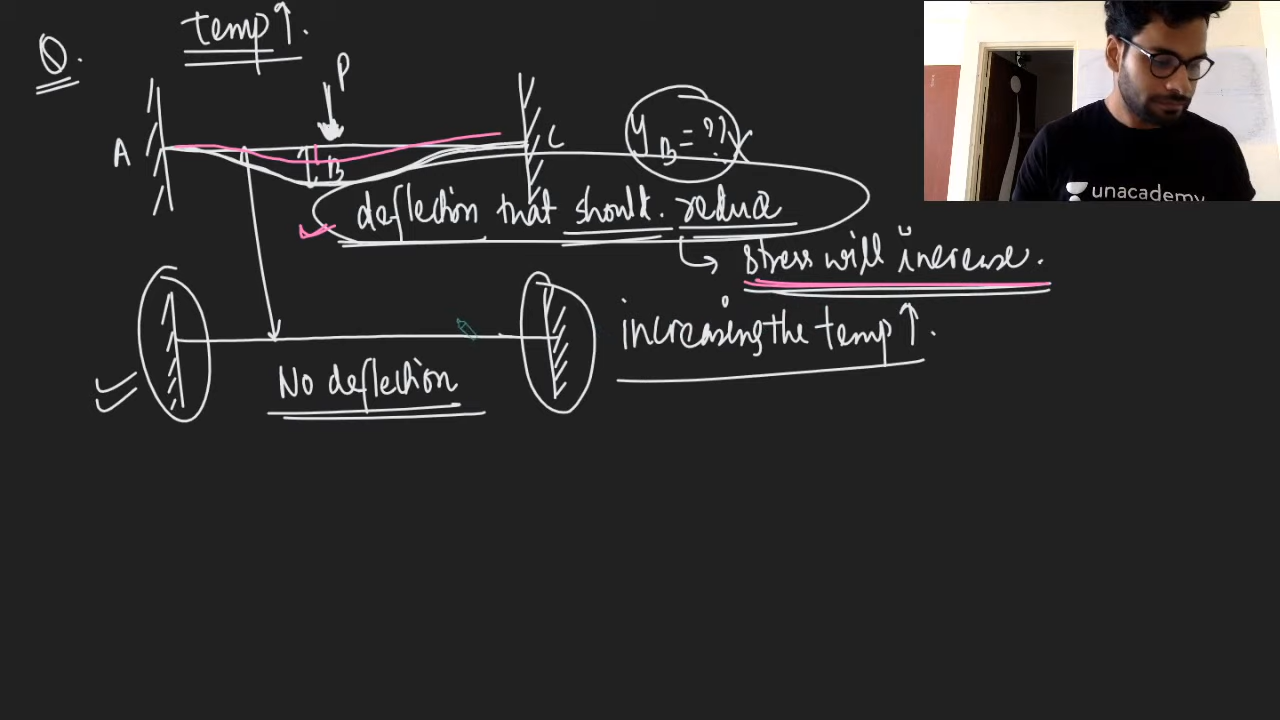 Q.
temp↑.
P
A
B
C
y_B = ??
deflection that should. reduce
stress will increase.
increasing the temp↑.
No deflection
unacademy